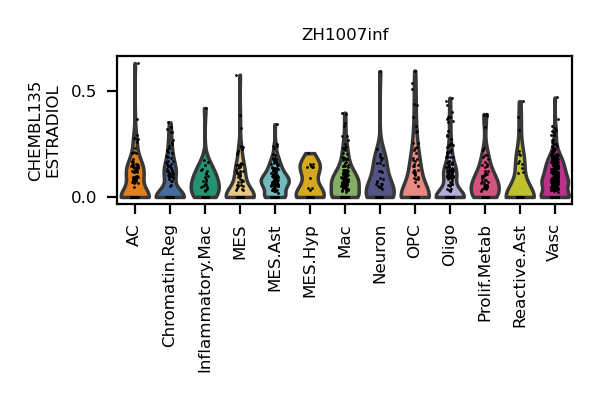 ZH1007inf
CHEMBL135
ESTRADIOL
0.5
0.0
AC
Chromatin.Reg
Inflammatory.Mac
MES
MES.Ast
MES.Hyp
Mac
Neuron
OPC
Oligo
Prolif.Metab
Reactive.Ast
Vasc